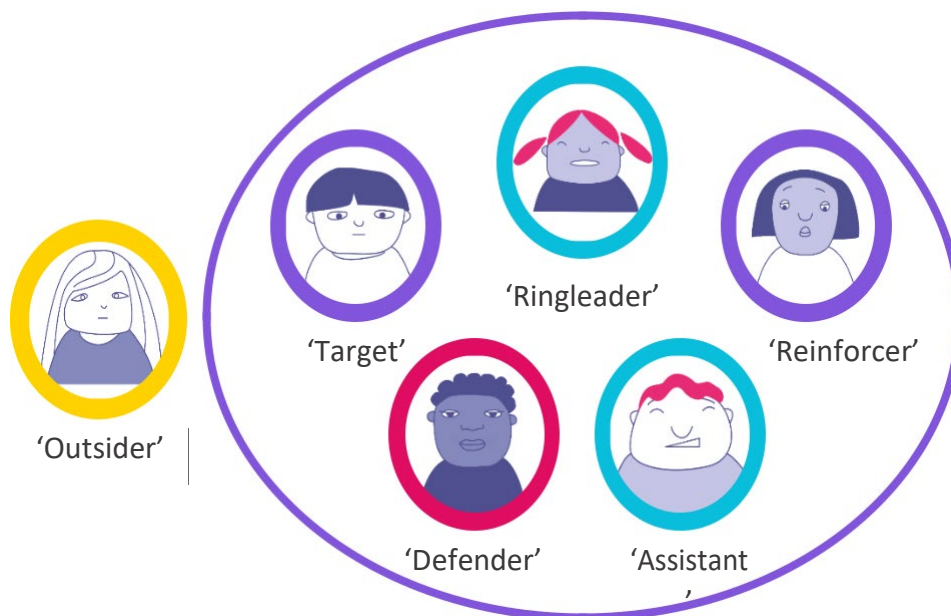 ‘Ringleader’
‘Target’
‘Reinforcer’
‘Outsider’
‘Defender’
‘Assistant
’